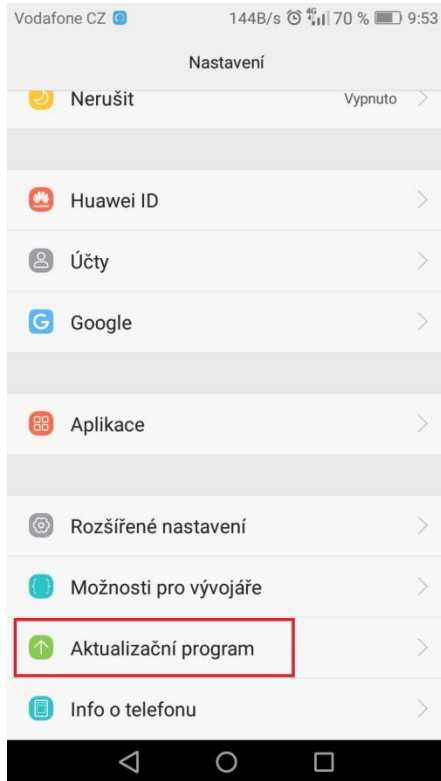 Vodafone CZ 144B/s 4G 70 % 9:53
Nastavení
Nerušit Vypnuto
Huawei ID
Účty
Google
Aplikace
Rozšířené nastavení
Možnosti pro vývojáře
Aktualizační program
Info o telefonu